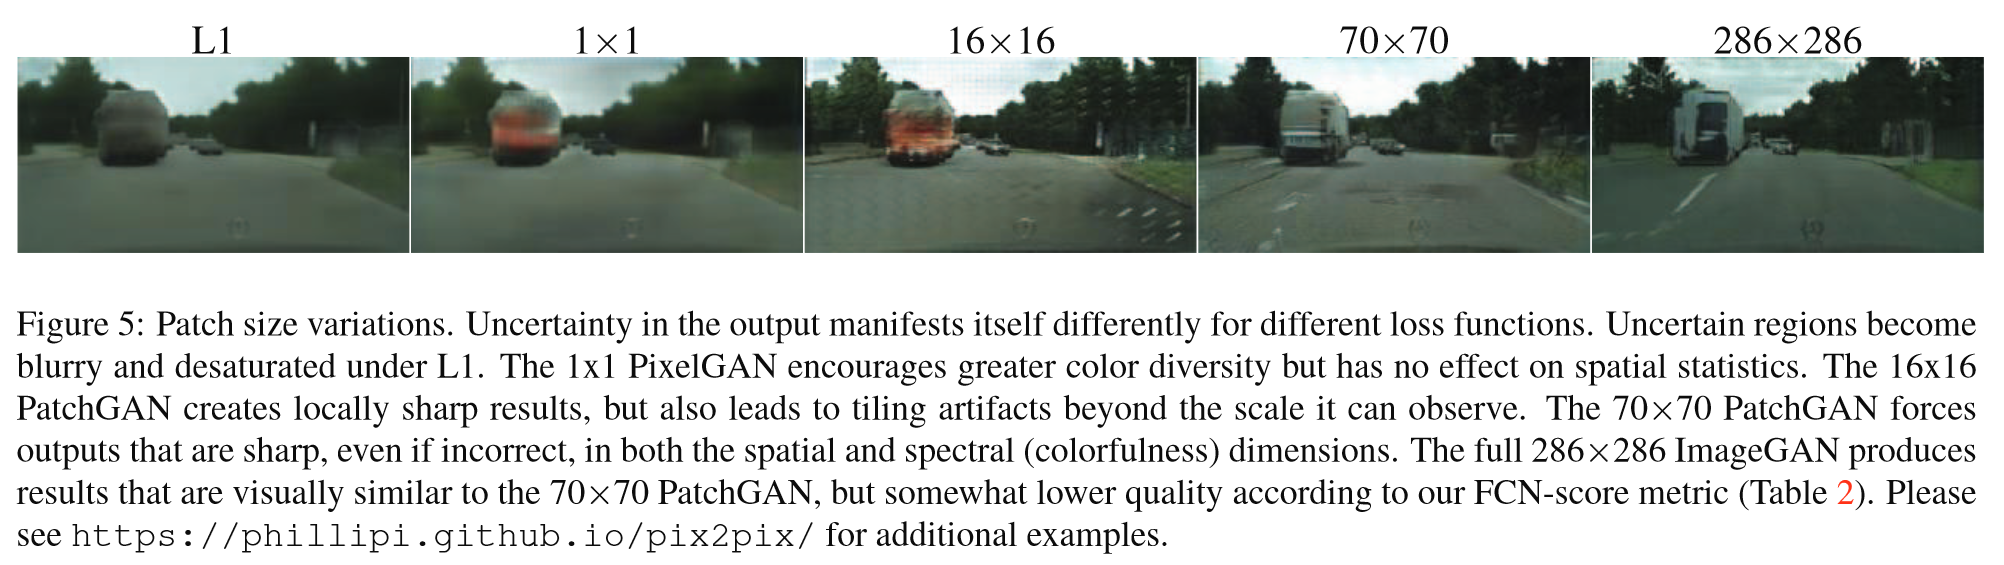 L1 1×1 16×16 70×70 286×286
Figure 5: Patch size variations. Uncertainty in the output manifests itself differently for different loss functions. Uncertain regions become
blurry and desaturated under L1. The 1x1 PixelGAN encourages greater color diversity but has no effect on spatial statistics. The 16x16
PatchGAN creates locally sharp results, but also leads to tiling artifacts beyond the scale it can observe. The 70×70 PatchGAN forces
outputs that are sharp, even if incorrect, in both the spatial and spectral (colorfulness) dimensions. The full 286×286 ImageGAN produces
results that are visually similar to the 70×70 PatchGAN, but somewhat lower quality according to our FCN-score metric (Table 2). Please
see https://phillipi.github.io/pix2pix/ for additional examples.